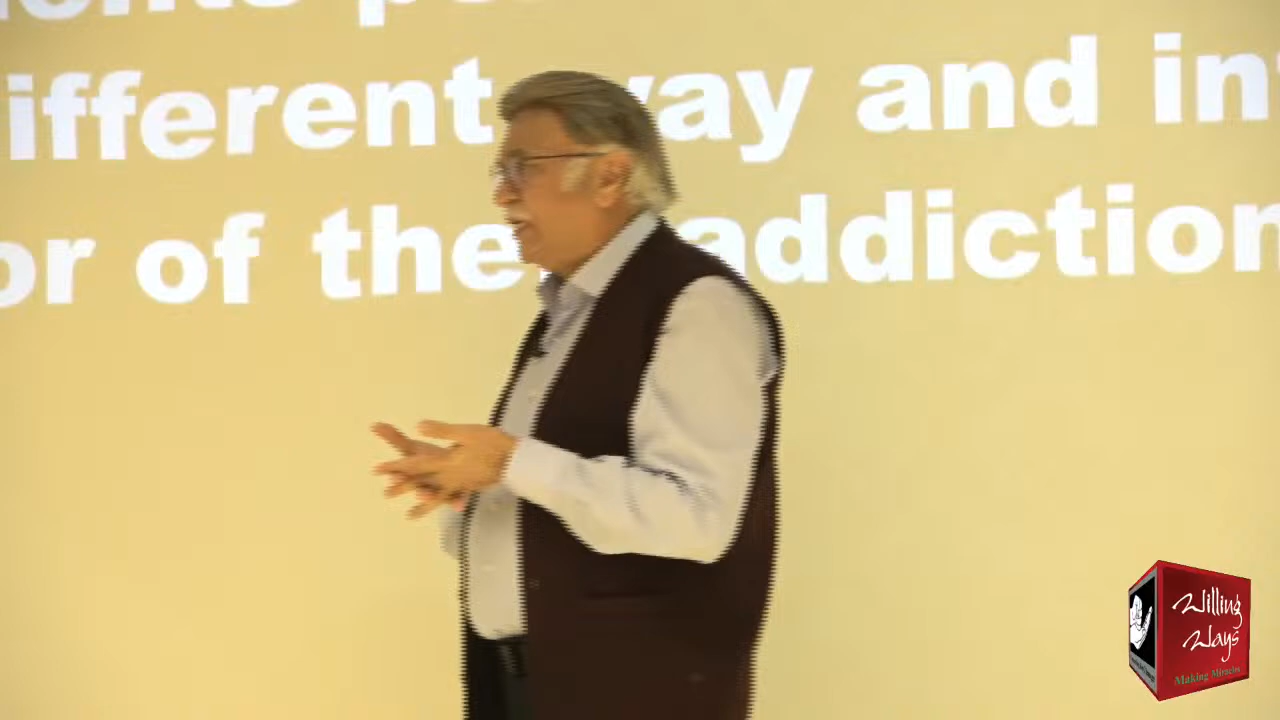 ifferent way and in
or of the addiction
Willing
Ways
Making Miracles